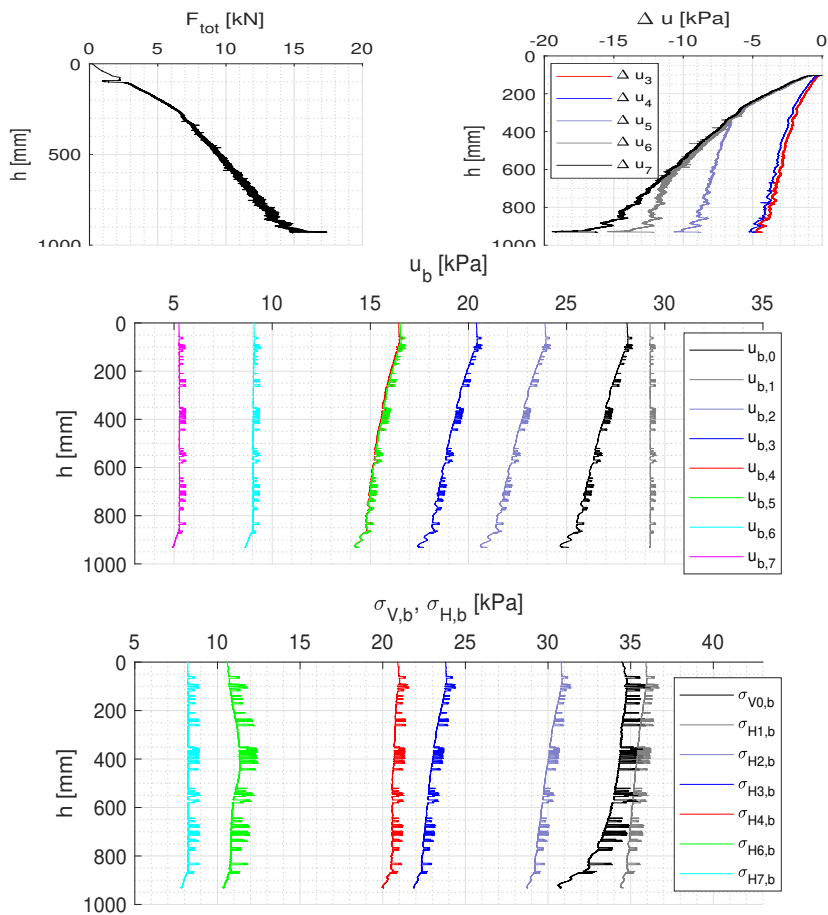 F_tot [kN]
0 5 10 15 20
0
500
1000
h [mm]
Δ u [kPa]
-20 -15 -10 -5 0
0
200
400
600
800
1000
h [mm]
Δ u_3
Δ u_4
Δ u_5
Δ u_6
Δ u_7
u_b [kPa]
5 10 15 20 25 30 35
0
200
400
600
800
1000
h [mm]
u_b,0
u_b,1
u_b,2
u_b,3
u_b,4
u_b,5
u_b,6
u_b,7
σ_V,b, σ_H,b [kPa]
5 10 15 20 25 30 35 40
0
200
400
600
800
1000
h [mm]
σ_V0,b
σ_H1,b
σ_H2,b
σ_H3,b
σ_H4,b
σ_H6,b
σ_H7,b